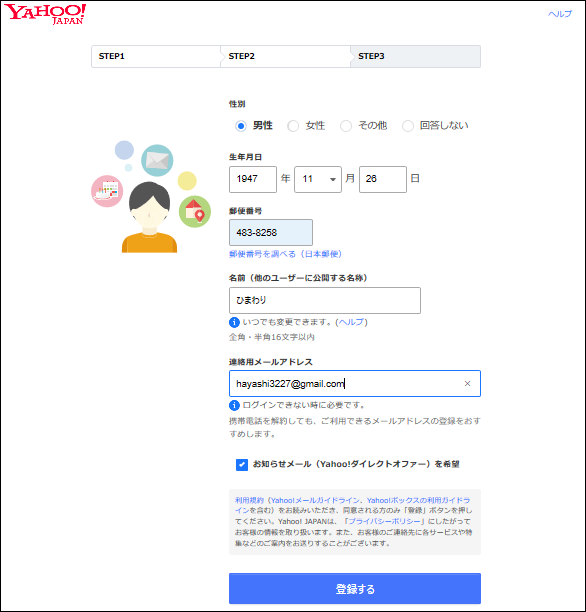 YAHOO!
JAPAN
ヘルプ
STEP1
STEP2
STEP3
性別
男性 女性 その他 回答しない
生年月日
1947 年 11 月 26 日
郵便番号
483-8258
郵便番号を調べる（日本郵便）
名前（他のユーザーに公開する名称）
ひまわり
いつでも変更できます。(ヘルプ)
全角・半角16文字以内
連絡用メールアドレス
hayashi3227@gmail.com
ログインできない時に必要です。
携帯電話を解約しても、ご利用できるメールアドレスの登録をおす
すめします。
お知らせメール（Yahoo!ダイレクトオファー）を希望
利用規約（Yahoo!メールガイドライン、Yahoo!ボックスの利用ガイドラ
インを含む）をお読みいただき、同意される方のみ「登録」ボタンを押し
てください。Yahoo! JAPANは、「プライバシーポリシー」にしたがって
お客様の情報を取り扱います。また、お客様のご連絡先に各サービスや特
集などのご案内をお送りすることがございます。
登録する